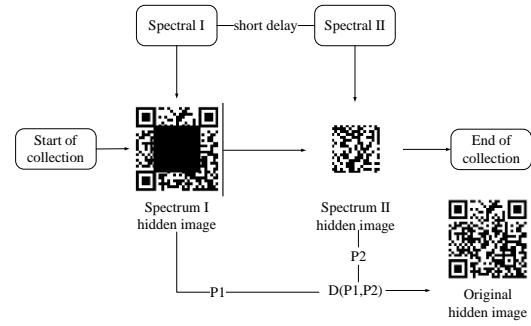 Spectral I
short delay
Spectral II
Start of
collection
End of
collection
Spectrum I
hidden image
Spectrum II
hidden image
P2
P1
D(P1,P2)
Original
hidden image